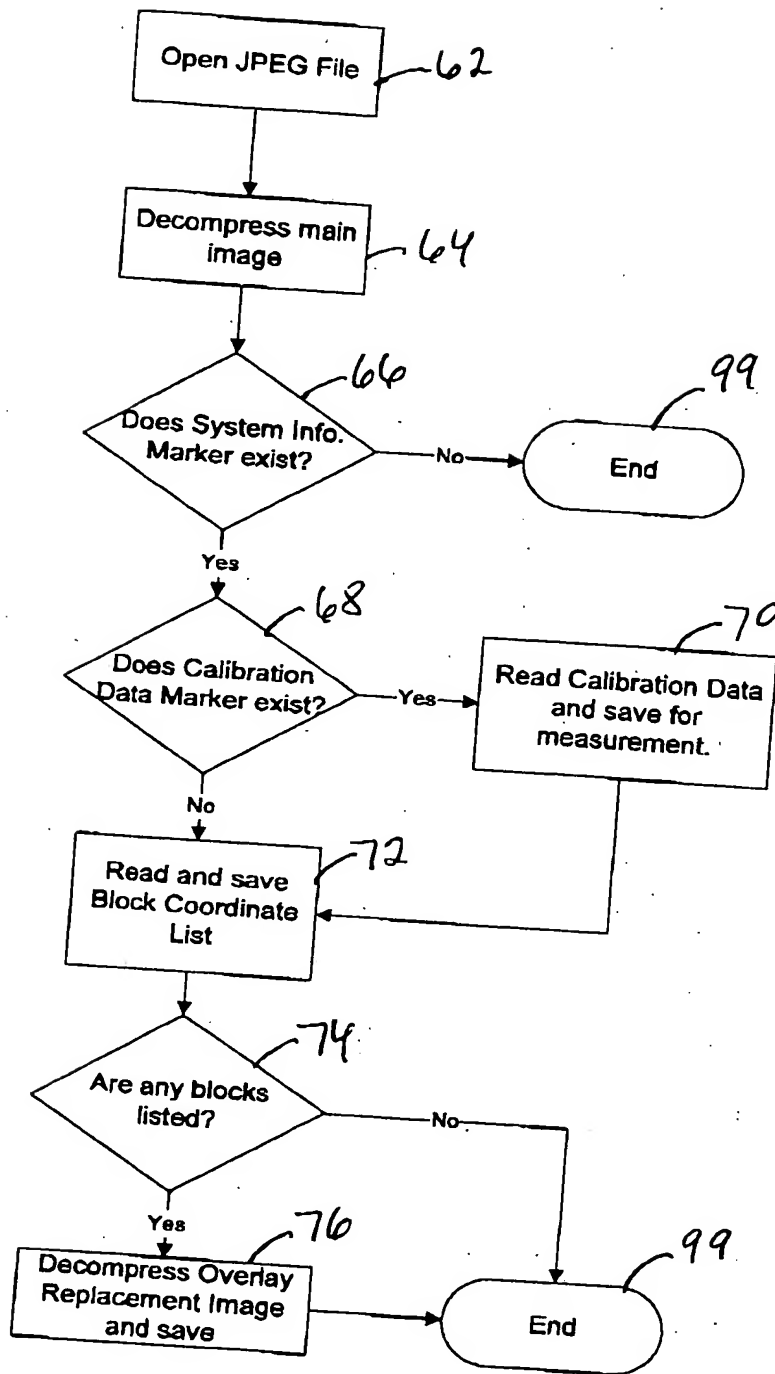 Open JPEG File
62
Decompress main
image
64
66
Does System Info.
Marker exist?
No
99
End
Yes
68
Does Calibration
Data Marker exist?
Yes
70
Read Calibration Data
and save for
measurement.
No
72
Read and save
Block Coordinate
List
74
Are any blocks
listed?
No
Yes
76
Decompress Overlay
Replacement Image
and save
99
End